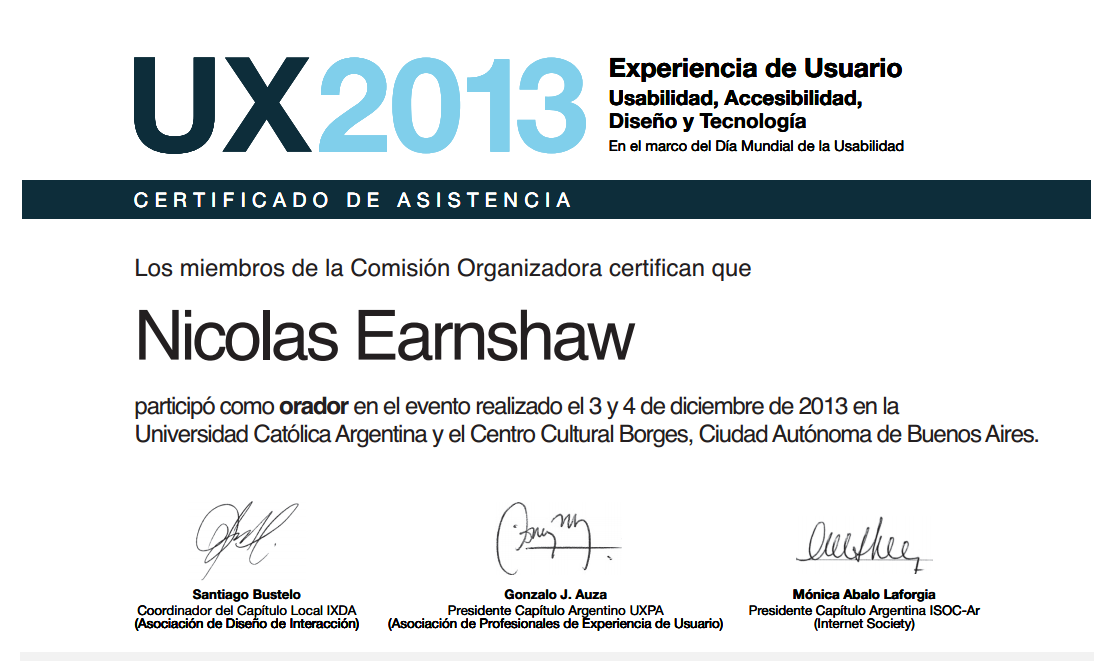 UX2013
Experiencia de Usuario
Usabilidad, Accesibilidad,
Diseño y Tecnología
En el marco del Día Mundial de la Usabilidad
CERTIFICADO DE ASISTENCIA
Los miembros de la Comisión Organizadora certifican que
Nicolas Earnshaw
participó como orador en el evento realizado el 3 y 4 de diciembre de 2013 en la
Universidad Católica Argentina y el Centro Cultural Borges, Ciudad Autónoma de Buenos Aires.
Santiago Bustelo
Coordinador del Capítulo Local IXDA
(Asociación de Diseño de Interacción)
Gonzalo J. Auza
Presidente Capítulo Argentino UXPA
(Asociación de Profesionales de Experiencia de Usuario)
Mónica Abalo Laforgia
Presidente Capítulo Argentina ISOC-Ar
(Internet Society)